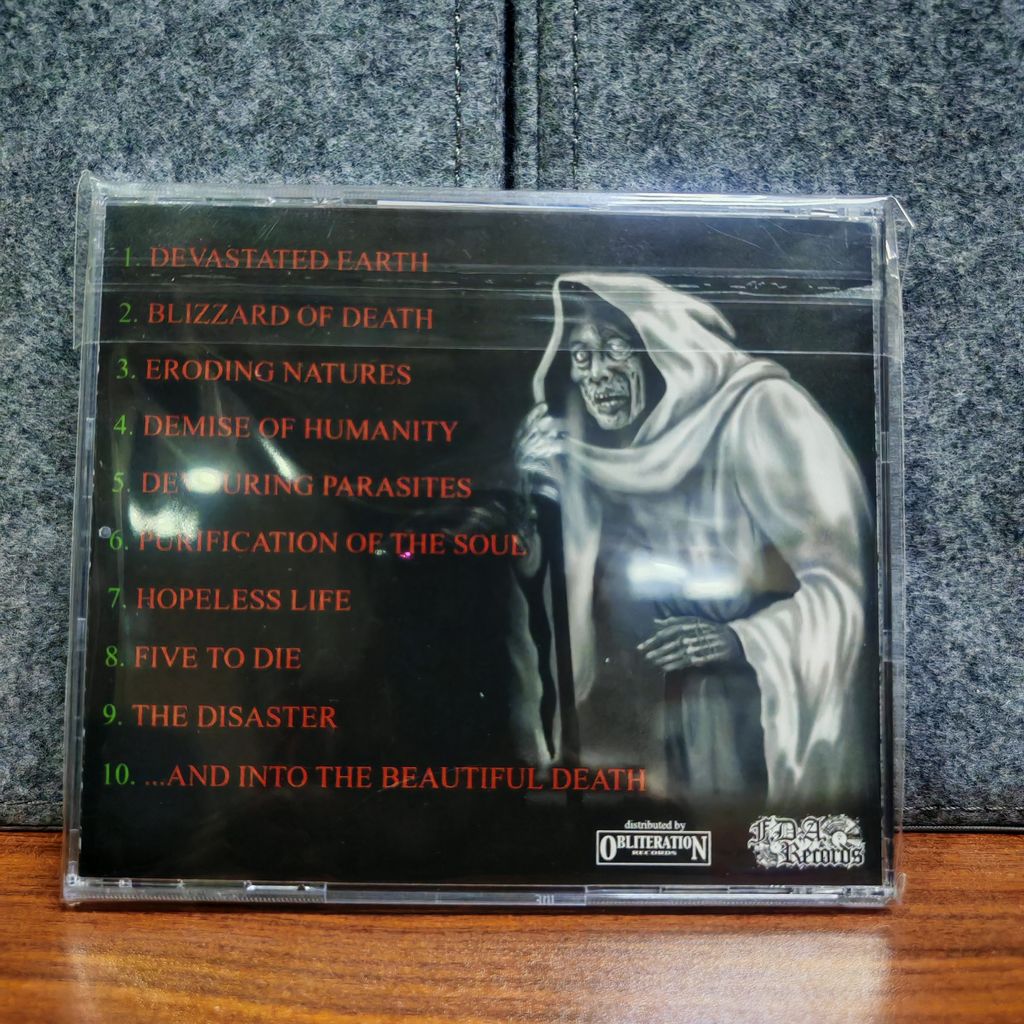 1. DEVASTATED EARTH
2. BLIZZARD OF DEATH
3. ERODING NATURES
4. DEMISE OF HUMANITY
5. DEVOURING PARASITES
6. PURIFICATION OF THE SOUL
7. HOPELESS LIFE
8. FIVE TO DIE
9. THE DISASTER
10. ...AND INTO THE BEAUTIFUL DEATH
distributed by
OBLITERATION
RECORDS
FDA
Records